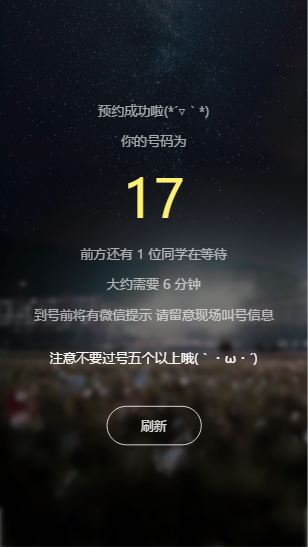 预约成功啦(*´▿｀*)
你的号码为
17
前方还有 1 位同学在等待
大约需要 6 分钟
到号前将有微信提示 请留意现场叫号信息
注意不要过号五个以上哦(｀・ω・´)
刷新